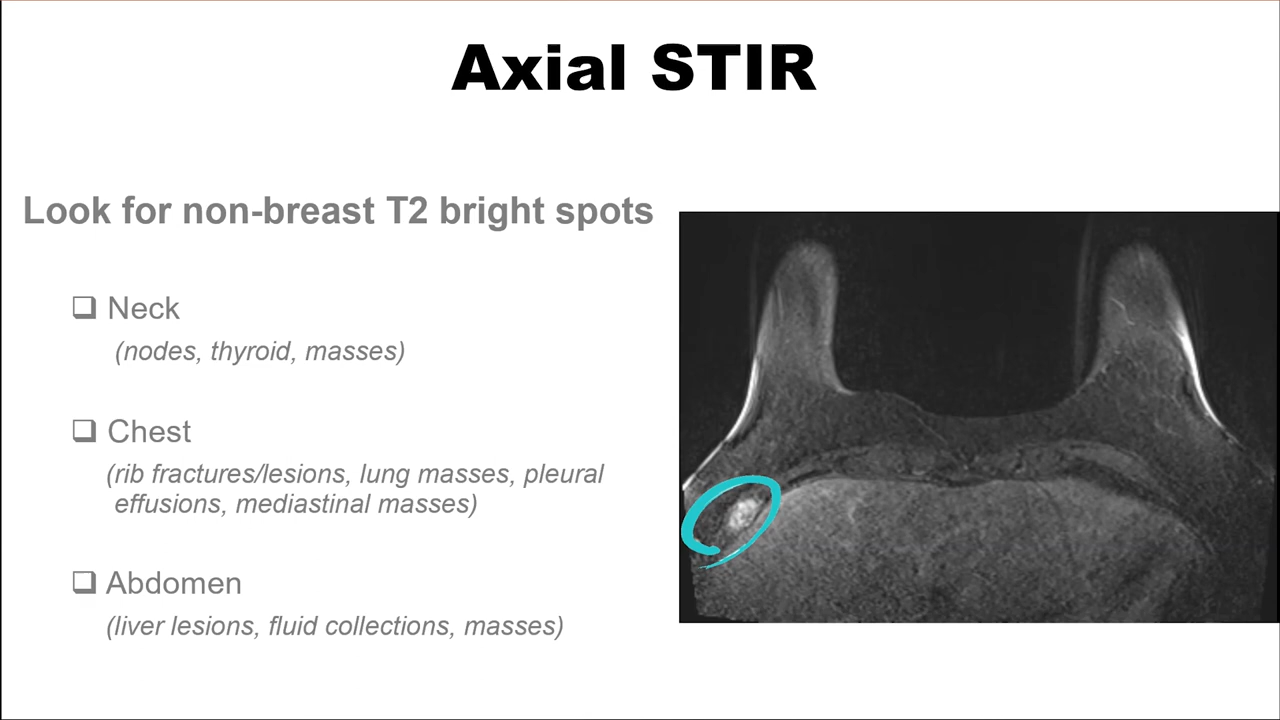 Axial STIR
Look for non-breast T2 bright spots
❑ Neck
(nodes, thyroid, masses)
❑ Chest
(rib fractures/lesions, lung masses, pleural
effusions, mediastinal masses)
❑ Abdomen
(liver lesions, fluid collections, masses)